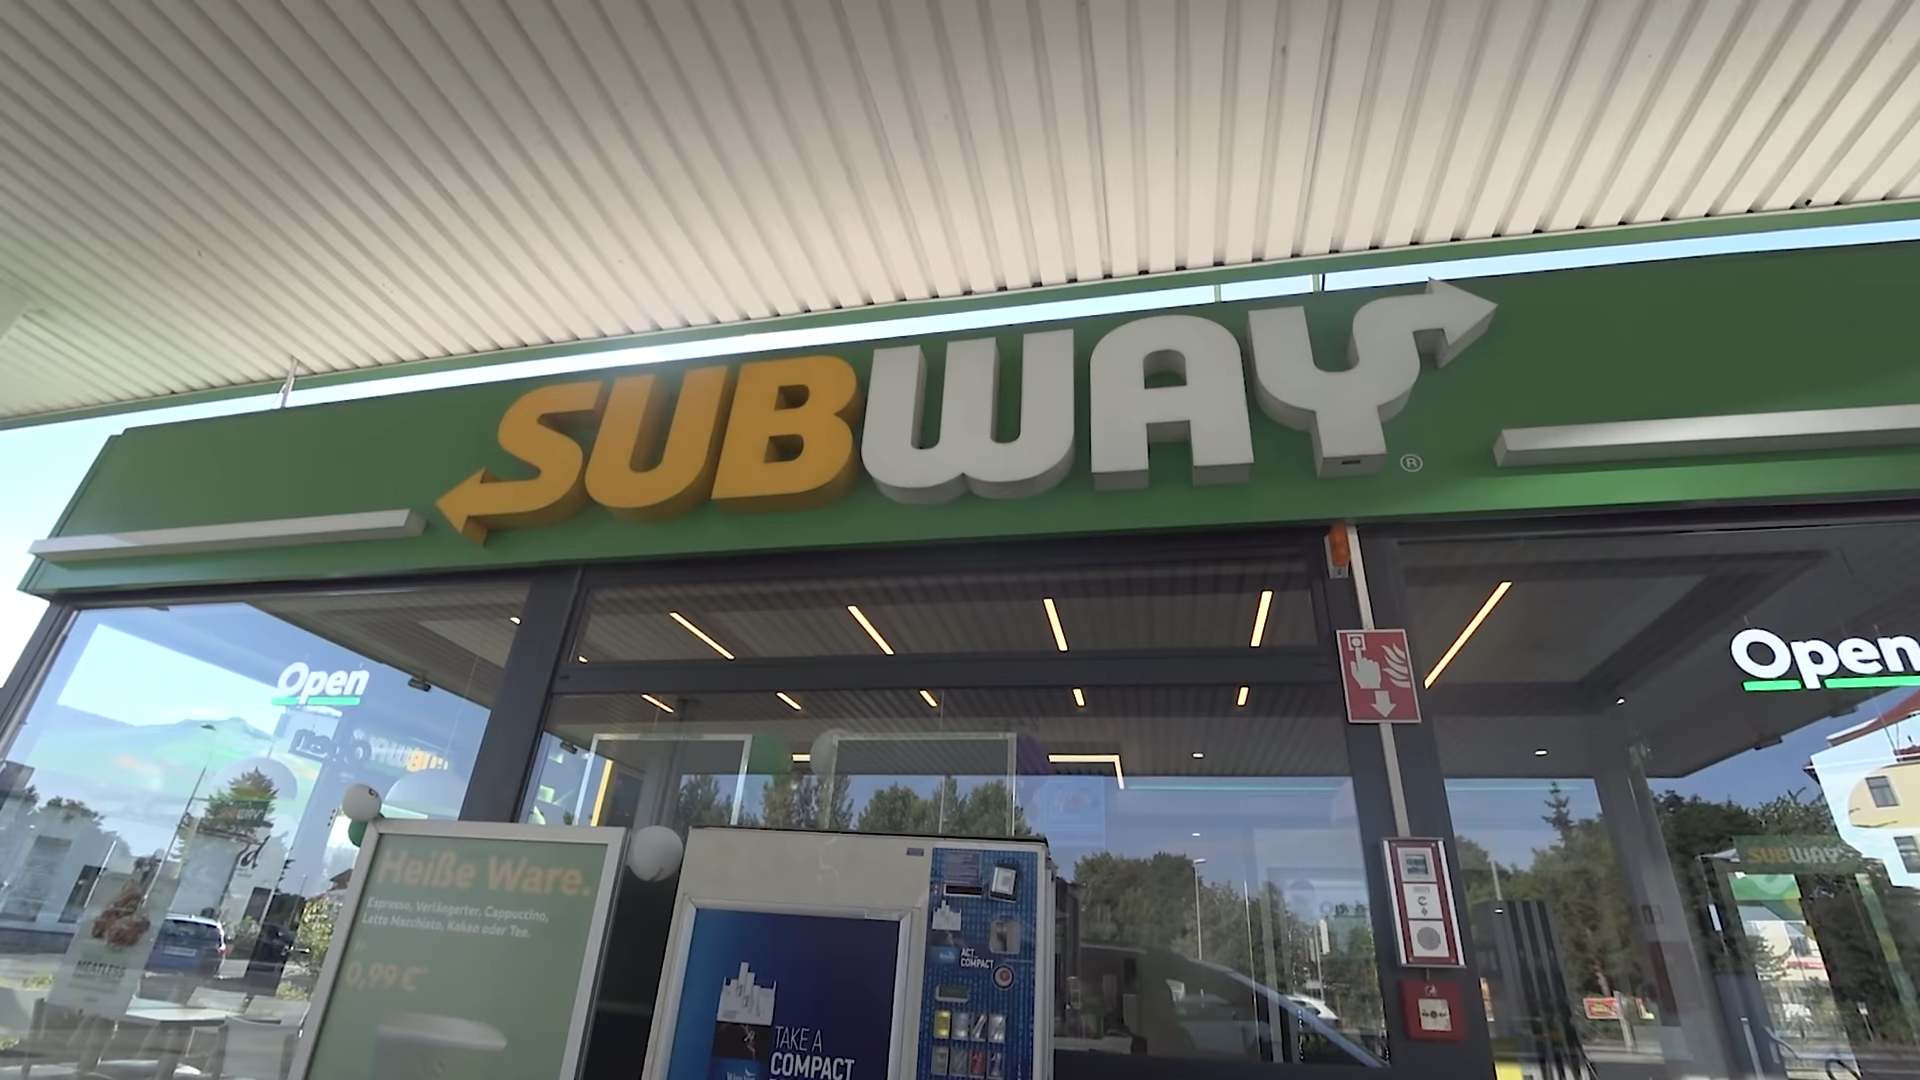 SUBWAY
®
Open
Open
Heiße Ware.
Espresso, Verlängerter, Cappuccino,
Latte Macchiato, Kakao oder Tee.
0,99 €
MEATLESS
TAKE A
COMPACT
ACT
COMPACT
SUBWAY